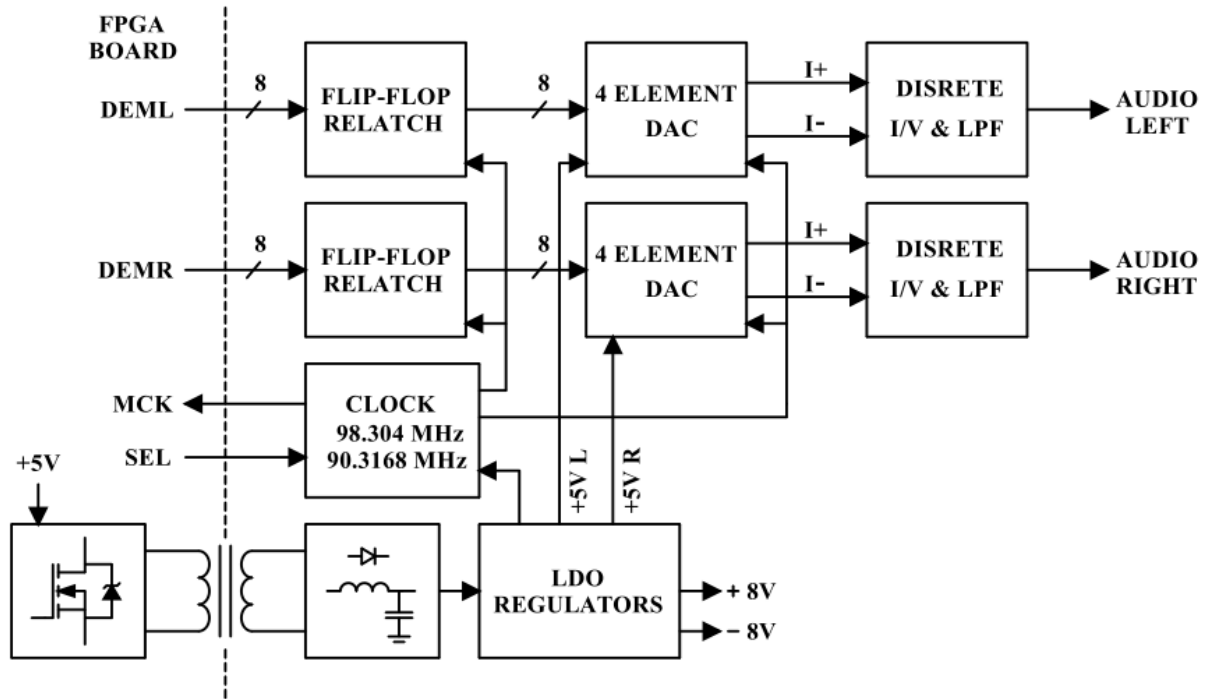 FPGA
BOARD
DEML
8
FLIP-FLOP
RELATCH
8
4 ELEMENT
DAC
I+
I-
DISRETE
I/V & LPF
AUDIO
LEFT
DEMR
8
FLIP-FLOP
RELATCH
8
4 ELEMENT
DAC
I+
I-
DISRETE
I/V & LPF
AUDIO
RIGHT
MCK
SEL
CLOCK
98.304 MHz
90.3168 MHz
+5V L
+5V R
+5V
LDO
REGULATORS
+ 8V
− 8V